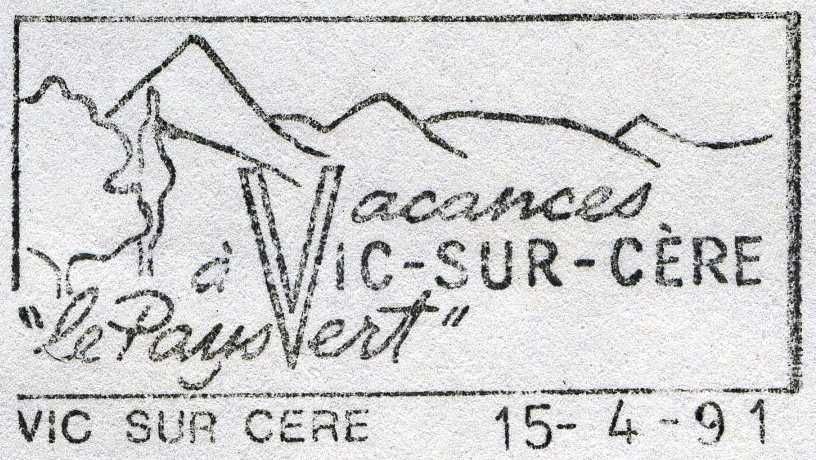 Vacances
à VIC-SUR-CÈRE
"le Pays Vert"
VIC SUR CERE 15-4-91